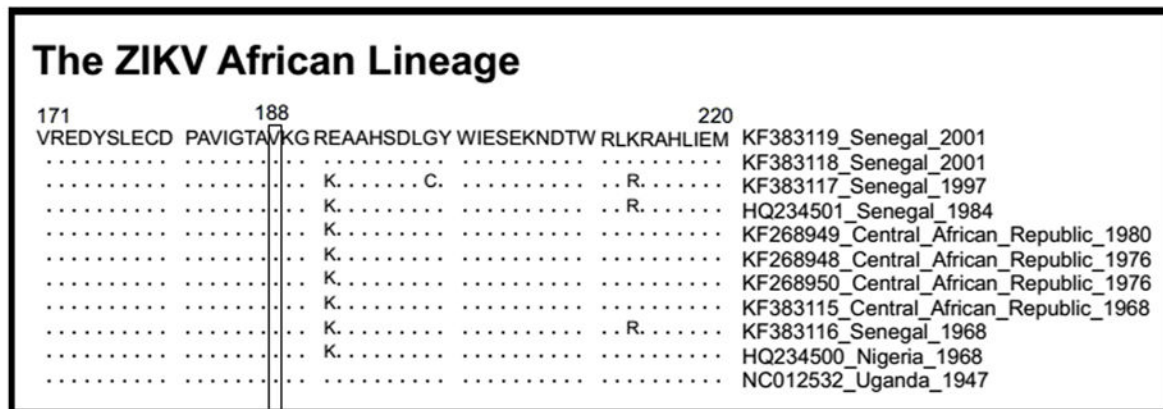 The ZIKV African Lineage
171 188 220
VREDYSLECD PAVIGTAVKG REAAHSDLGY WIESEKNDTW RLKRAHLIEM KF383119_Senegal_2001
.......... .......... .......... .......... .......... KF383118_Senegal_2001
.......... .......... K.......C. .......... ..R....... KF383117_Senegal_1997
.......... .......... K......... .......... ..R....... HQ234501_Senegal_1984
.......... .......... K......... .......... .......... KF268949_Central_African_Republic_1980
.......... .......... K......... .......... .......... KF268948_Central_African_Republic_1976
.......... .......... K......... .......... .......... KF268950_Central_African_Republic_1976
.......... .......... K......... .......... .......... KF383115_Central_African_Republic_1968
.......... .......... K......... .......... ..R....... KF383116_Senegal_1968
.......... .......... K......... .......... .......... HQ234500_Nigeria_1968
.......... .......... .......... .......... .......... NC012532_Uganda_1947